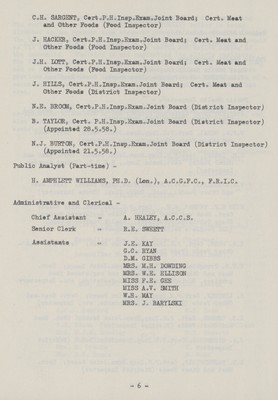 C.H. SARGENT, Cert.P.H.Insp.Exam.Joint Board; Cert. Meat
and Other Foods (Food Inspector)
J. HACKER, Cert.P.H.Insp.Exam.Joint Board; Cert. Meat and
Other Foods (Food Inspector)
J.H. LOTT, Cert.P.H.Insp.Exam.Joint Board; Cert. Meat and
Other Foods (Food Inspector)
J. HILLS, Cert.P.H.Insp.Exam.Joint Board; Cert. Meat and
Other Foods (District Inspector)
N.H. BROOM, Cert.P.H.Insp.Exam.Joint Board (District Inspector)
B. TAYLOR, Cert. P.H.Insp.Exam.Joint Board (District Inspector)
(Appointed 28.5.58.)
N.J. BURTON, Cert.P.H.Insp.Exam.Joint Board (District Inspector)
(Appointed 21.5.58.)
Public Analyst (Part-time) -
H. AMPHLETT WILLIAMS, PH.D. (Lon.), A.C.G.F.C., F.R.I.C.
Administrative and Clerical -
Chief Assistant - A. HEALEY, A.C.C.S.
Senior Clerk - R.E. SWEETT
Assistants - J.H. KAY
G.C. RYAN
D.M. GIBBS
MRS. M.H. DOWDING
MRS. W.E. ELLISON
MISS F.E. GEE
MISS A.V. SMITH
W.H. MAY
MRS. J. BABYLSKI
- 6 -